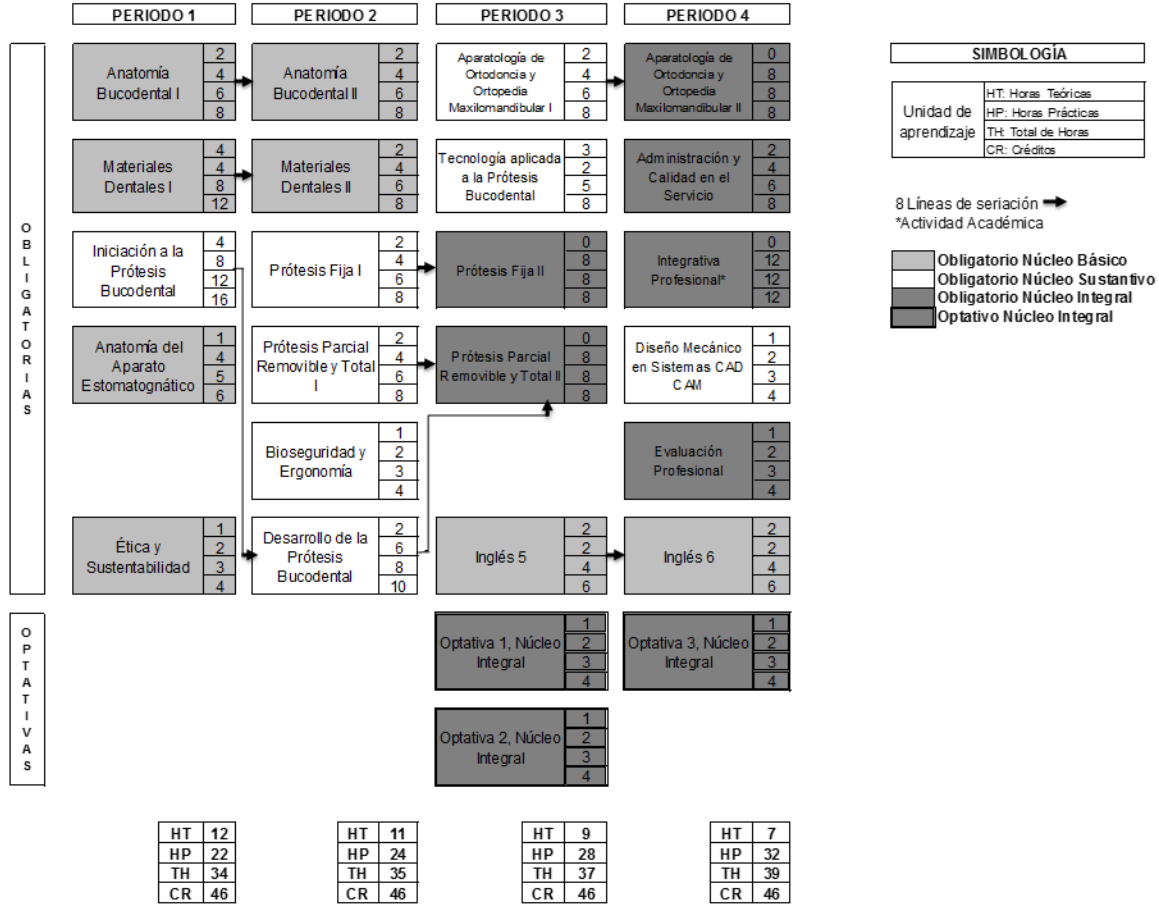 PERIODO 1
PERIODO 2
PERIODO 3
PERIODO 4
SIMBOLOGÍA
Unidad de
aprendizaje
HT: Horas Teóricas
HP: Horas Prácticas
TH: Total de Horas
CR: Créditos
8 Líneas de seriación
*Actividad Académica
Obligatorio Núcleo Básico
Obligatorio Núcleo Sustantivo
Obligatorio Núcleo Integral
Optativo Núcleo Integral
OBLIGATORIAS
Anatomía
Bucodental I
2
4
6
8
Anatomía
Bucodental II
2
4
6
8
Aparatología de
Ortodoncia y
Ortopedia
Maxilomandibular I
2
4
6
8
Aparatología de
Ortodoncia y
Ortopedia
Maxilomandibular II
0
8
8
8
Materiales
Dentales I
4
4
8
12
Materiales
Dentales II
2
4
6
8
Tecnología aplicada
a la Prótesis
Bucodental
3
2
5
8
Administración y
Calidad en el
Servicio
2
4
6
8
Iniciación a la
Prótesis
Bucodental
4
8
12
16
Prótesis Fija I
2
4
6
8
Prótesis Fija II
0
8
8
8
Integrativa
Profesional*
0
12
12
12
Anatomía del
Aparato
Estomatognático
1
4
5
6
Prótesis Parcial
Removible y Total
I
2
4
6
8
Prótesis Parcial
Removible y Total II
0
8
8
8
Diseño Mecánico
en Sistemas CAD
CAM
1
2
3
4
Bioseguridad y
Ergonomía
1
2
3
4
Evaluación
Profesional
1
2
3
4
Ética y
Sustentabilidad
1
2
3
4
Desarrollo de la
Prótesis
Bucodental
2
6
8
10
Inglés 5
2
2
4
6
Inglés 6
2
2
4
6
OPTATIVAS
Optativa 1, Núcleo
Integral
1
2
3
4
Optativa 3, Núcleo
Integral
1
2
3
4
Optativa 2, Núcleo
Integral
1
2
3
4
HT 12
HP 22
TH 34
CR 46
HT 11
HP 24
TH 35
CR 46
HT 9
HP 28
TH 37
CR 46
HT 7
HP 32
TH 39
CR 46